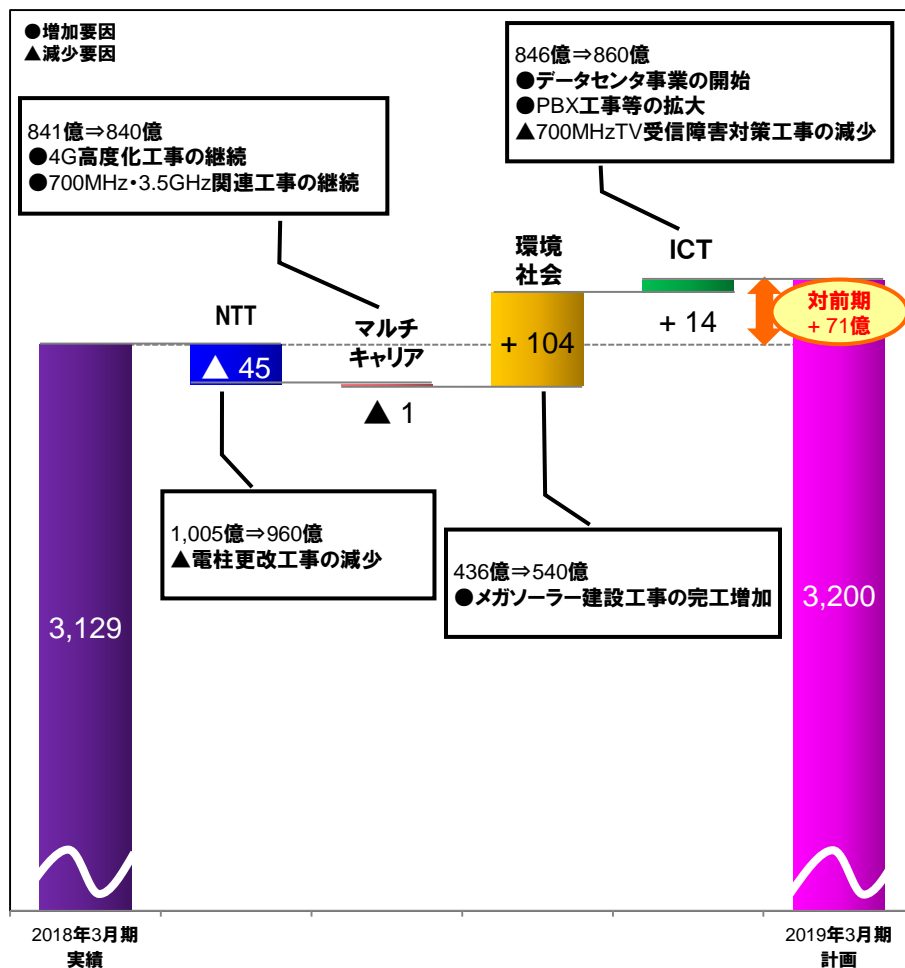 ●増加要因
▲減少要因
841億⇒840億
●4G高度化工事の継続
●700MHz・3.5GHz関連工事の継続
846億⇒860億
●データセンタ事業の開始
●PBX工事等の拡大
▲700MHzTV受信障害対策工事の減少
NTT
▲ 45
マルチ
キャリア
▲ 1
環境
社会
+ 104
ICT
+ 14
対前期
+ 71億
1,005億⇒960億
▲電柱更改工事の減少
436億⇒540億
●メガソーラー建設工事の完工増加
3,129
3,200
2018年3月期
実績
2019年3月期
計画